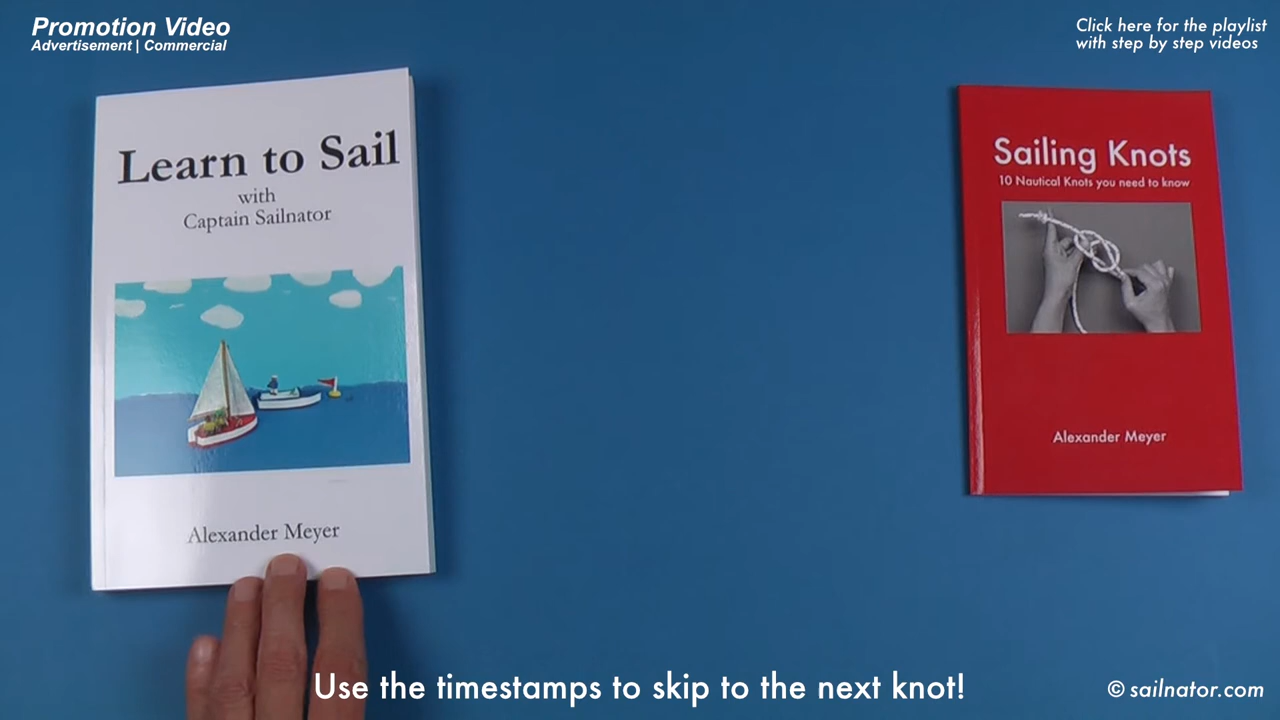 Promotion Video
Advertisement | Commercial
Click here for the playlist
with step by step videos
Learn to Sail
with
Captain Sailnator
Alexander Meyer
Sailing Knots
10 Nautical Knots you need to know
Alexander Meyer
Use the timestamps to skip to the next knot!
© sailnator.com